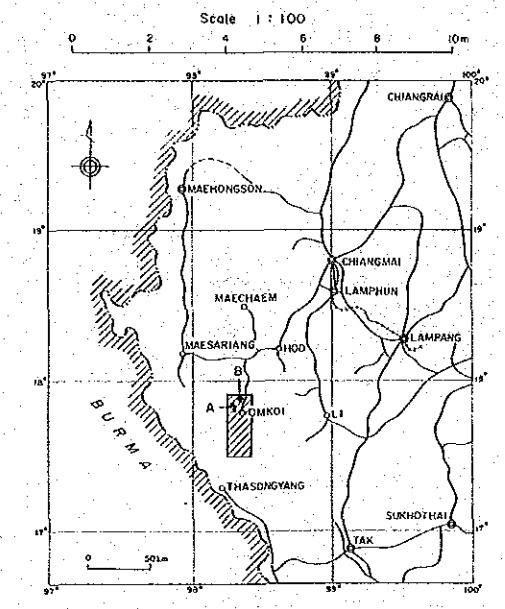 Scale 1 : 100
0 2 4 6 8 10m
97° 98° 99° 100°
20° 20°
CHIANGRAI
MAEHONGSON
19° 19°
CHIANGMAI
LAMPHUN
MAECHAEM
LAMPANG
MAESARIANG
HOD
18° 18°
B
A
OMKOI
LI
BURMA
THASONGYANG
SUKHOTHAI
17° 17°
TAK
0 50km
97° 98° 99° 100°